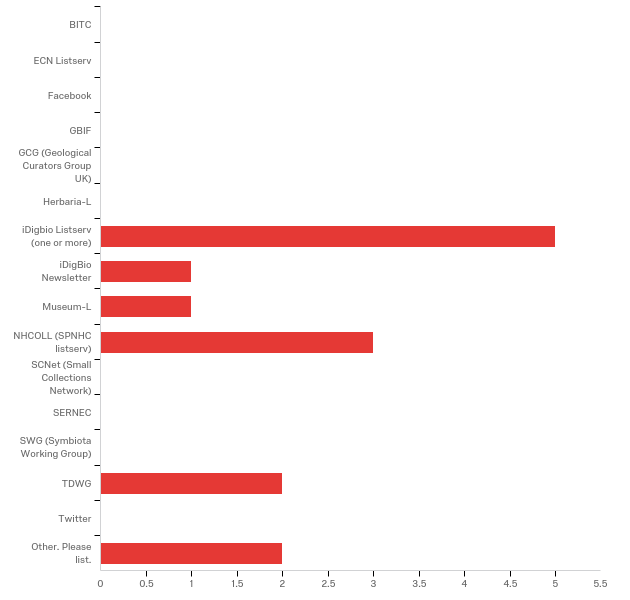 BITC
ECN Listserv
Facebook
GBIF
GCG (Geological
Curators Group
UK)
Herbaria-L
iDigbio Listserv
(one or more)
iDigBio
Newsletter
Museum-L
NHCOLL (SPNHC
listserv)
SCNet (Small
Collections
Network)
SERNEC
SWG (Symbiota
Working Group)
TDWG
Twitter
Other. Please
list.
0 0.5 1 1.5 2 2.5 3 3.5 4 4.5 5 5.5